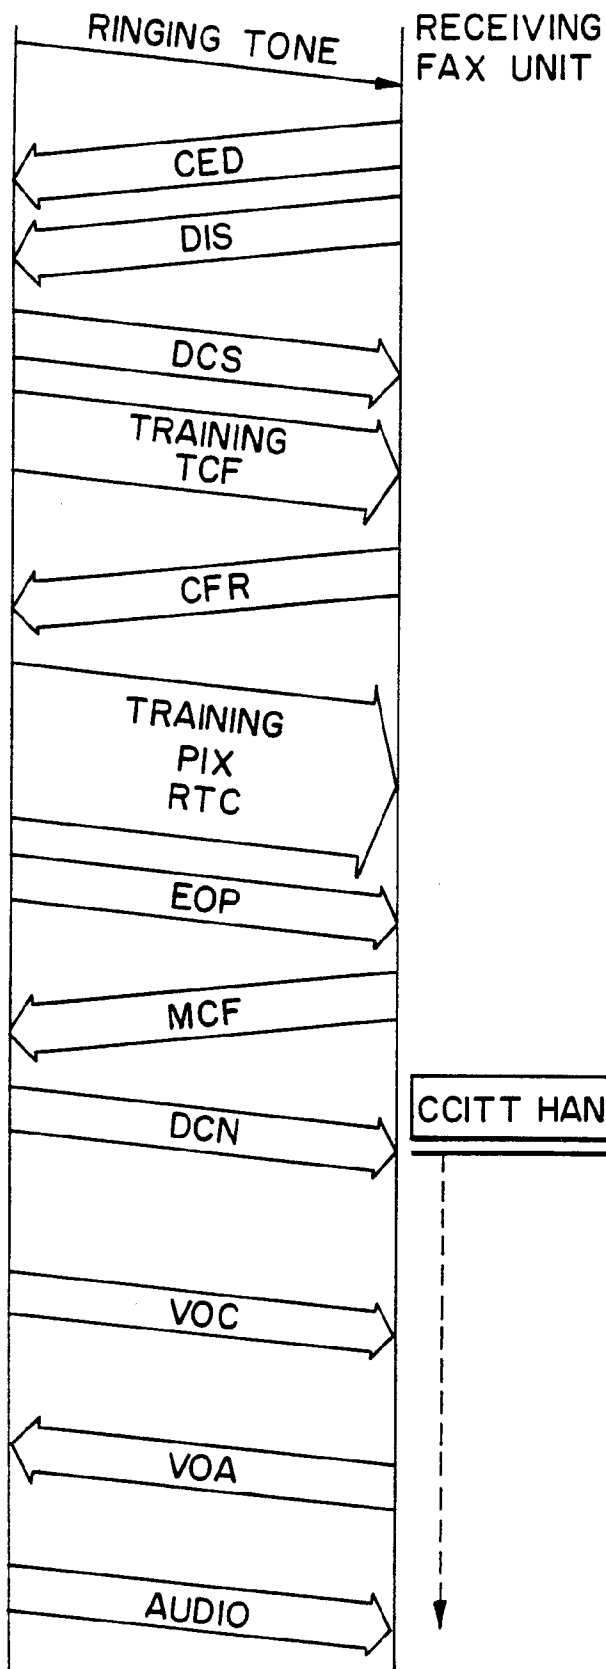 RINGING TONE
RECEIVING
FAX UNIT
CED
DIS
DCS
TRAINING
TCF
CFR
TRAINING
PIX
RTC
EOP
MCF
DCN
CCITT HAN
VOC
VOA
AUDIO